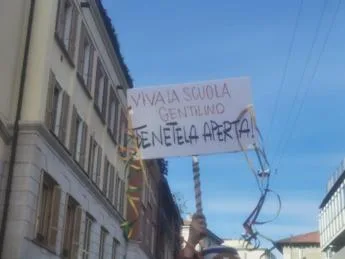 VIVA LA SCUOLA
GENTILINO
TENETELA APERTA!